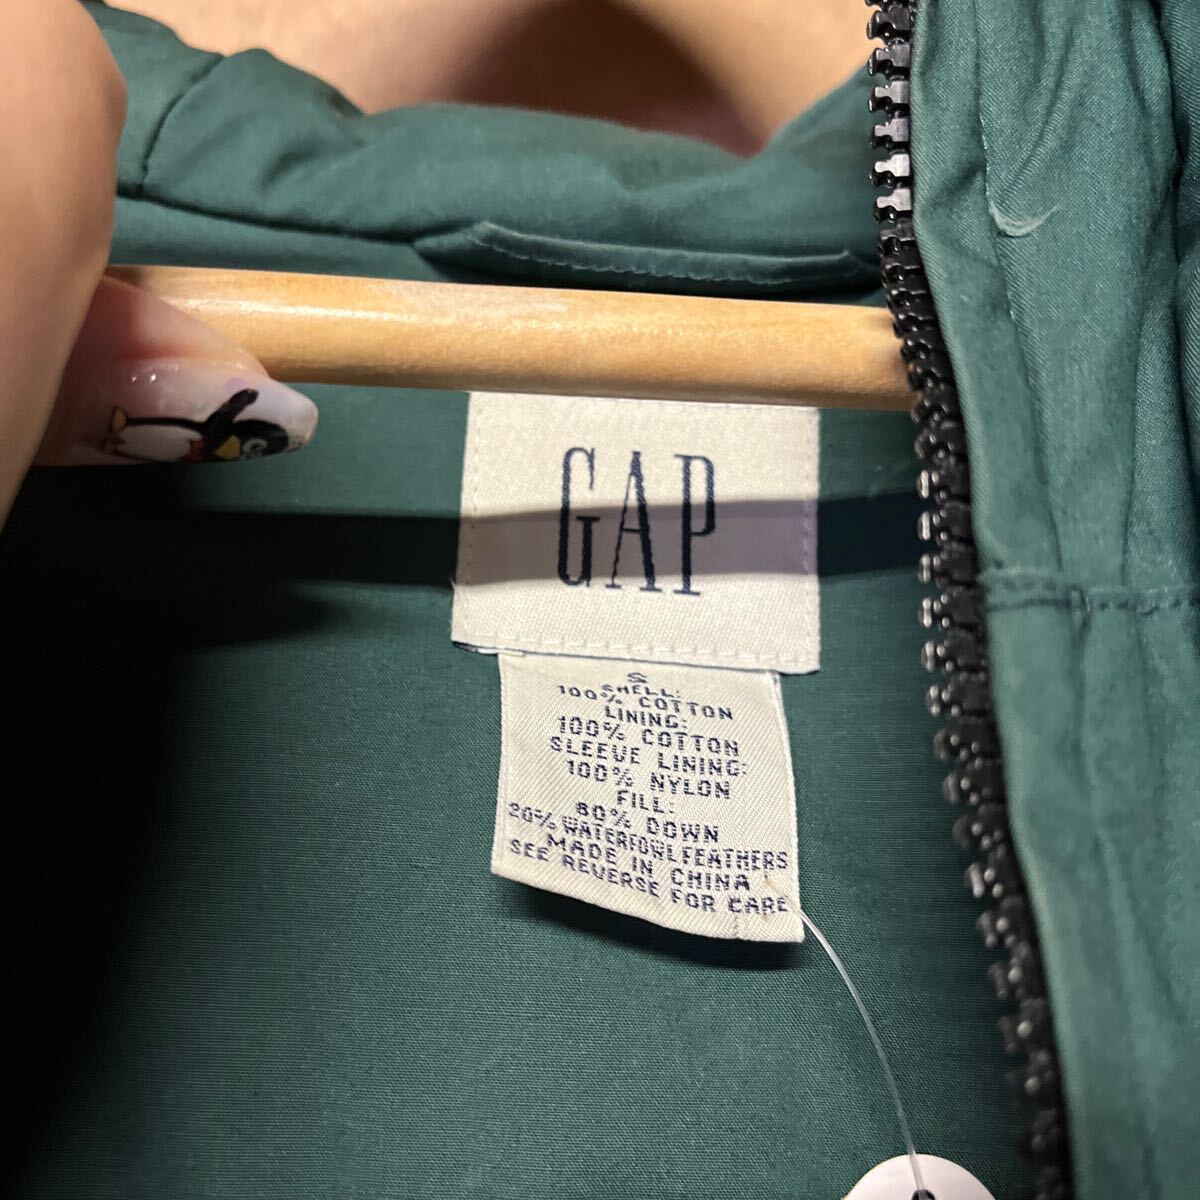 GAP
S
SHELL:
100% COTTON
LINING:
100% COTTON
SLEEVE LINING:
100% NYLON
FILL:
80% DOWN
20% WATERFOWL FEATHERS
MADE IN CHINA
SEE REVERSE FOR CARE